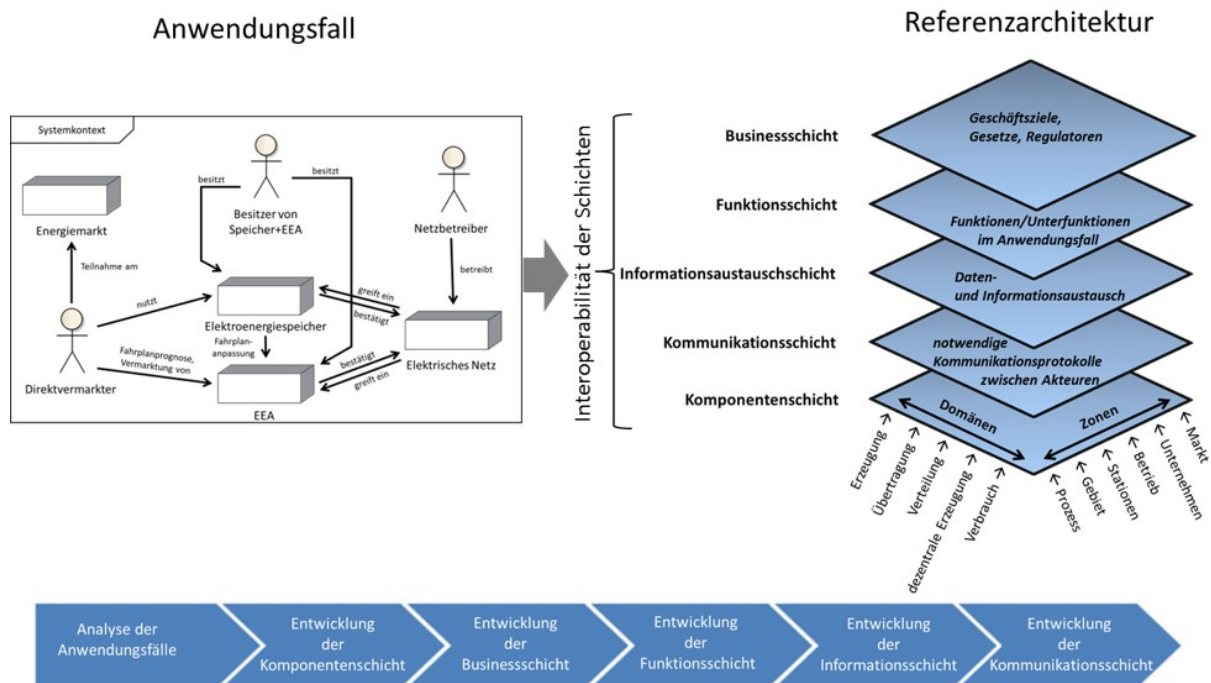 Anwendungsfall
Referenzarchitektur
Systemkontext
Energiemarkt
Teilnahme am
Direktvermarkter
besitzt
besitzt
Besitzer von
Speicher+EEA
Netzbetreiber
betreibt
nutzt
Elektroenergiespeicher
greift ein
bestätigt
Fahrplan-
anpassung
Fahrplanprognose,
Vermarktung von
bestätigt
greift ein
Elektrisches Netz
EEA
Interoperabilität der Schichten
Businessschicht
Funktionsschicht
Informationsaustauschschicht
Kommunikationsschicht
Komponentenschicht
Geschäftsziele,
Gesetze, Regulatoren
Funktionen/Unterfunktionen
im Anwendungsfall
Daten-
und Informationsaustausch
notwendige
Kommunikationsprotokolle
zwischen Akteuren
Domänen
Zonen
Erzeugung
Übertragung
Verteilung
dezentrale Erzeugung
Verbrauch
Prozess
Gebiet
Stationen
Betrieb
Unternehmen
Markt
Analyse der
Anwendungsfälle
Entwicklung
der
Komponentenschicht
Entwicklung
der
Businessschicht
Entwicklung
der
Funktionsschicht
Entwicklung
der
Informationsschicht
Entwicklung
der
Kommunikationsschicht